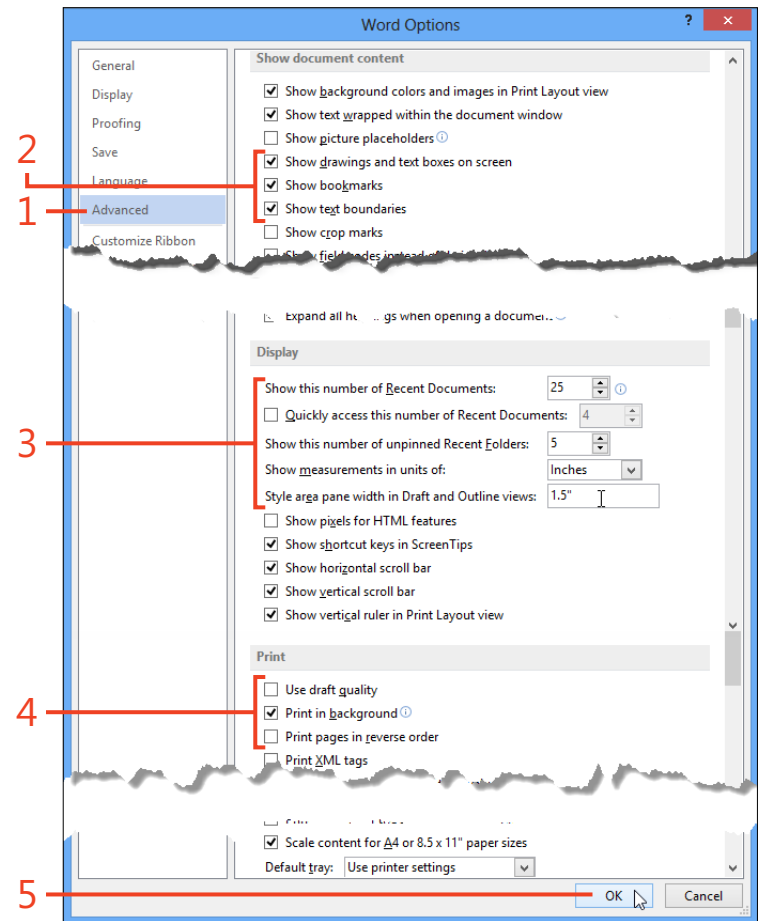 Word Options
?
General
Display
Proofing
Save
Language
Advanced
Customize Ribbon
Show document content
Show background colors and images in Print Layout view
Show text wrapped within the document window
Show picture placeholders
Show drawings and text boxes on screen
Show bookmarks
Show text boundaries
Show crop marks
2
1
Expand all gs when opening a document
Display
Show this number of Recent Documents: 25
Quickly access this number of Recent Documents: 4
Show this number of unpinned Recent Folders: 5
Show measurements in units of: Inches
Style area pane width in Draft and Outline views: 1.5"
Show pixels for HTML features
Show shortcut keys in ScreenTips
Show horizontal scroll bar
Show vertical scroll bar
Show vertical ruler in Print Layout view
3
Print
Use draft quality
Print in background
Print pages in reverse order
Print XML tags
4
Scale content for A4 or 8.5 x 11" paper sizes
Default tray: Use printer settings
5
OK Cancel